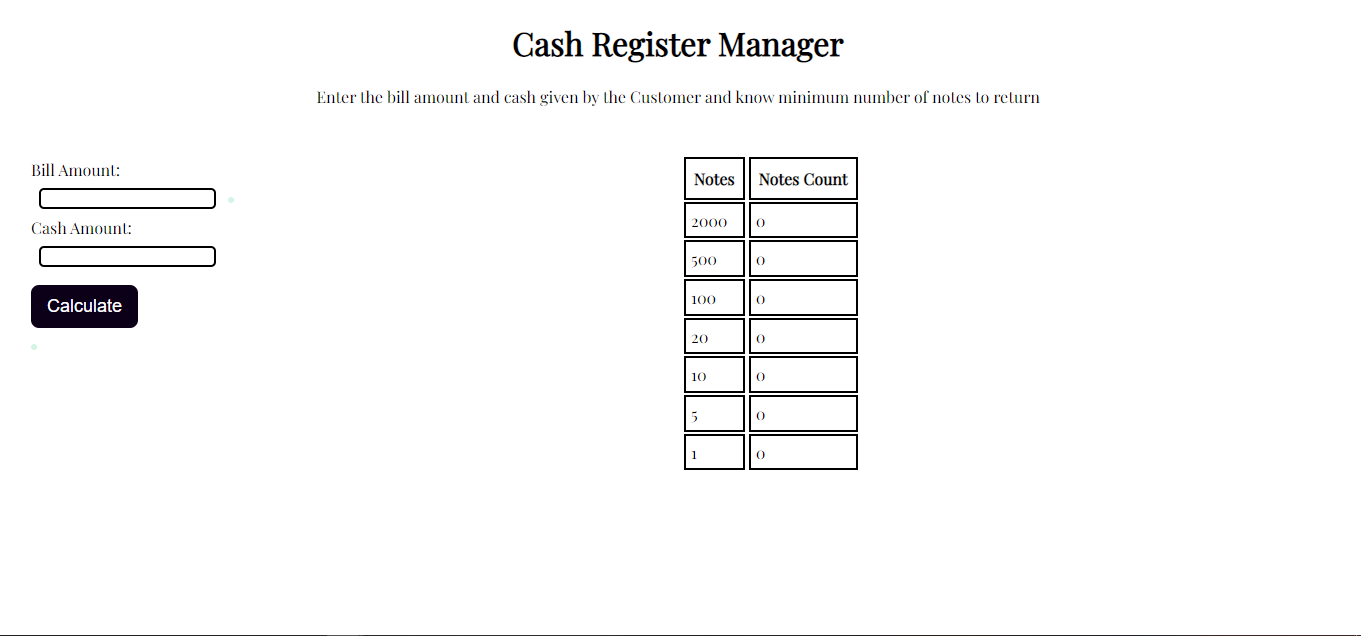 Cash Register Manager
Enter the bill amount and cash given by the Customer and know minimum number of notes to return
Bill Amount:
Cash Amount:
Calculate
Notes Notes Count
2000 0
500 0
100 0
20 0
10 0
5 0
1 0